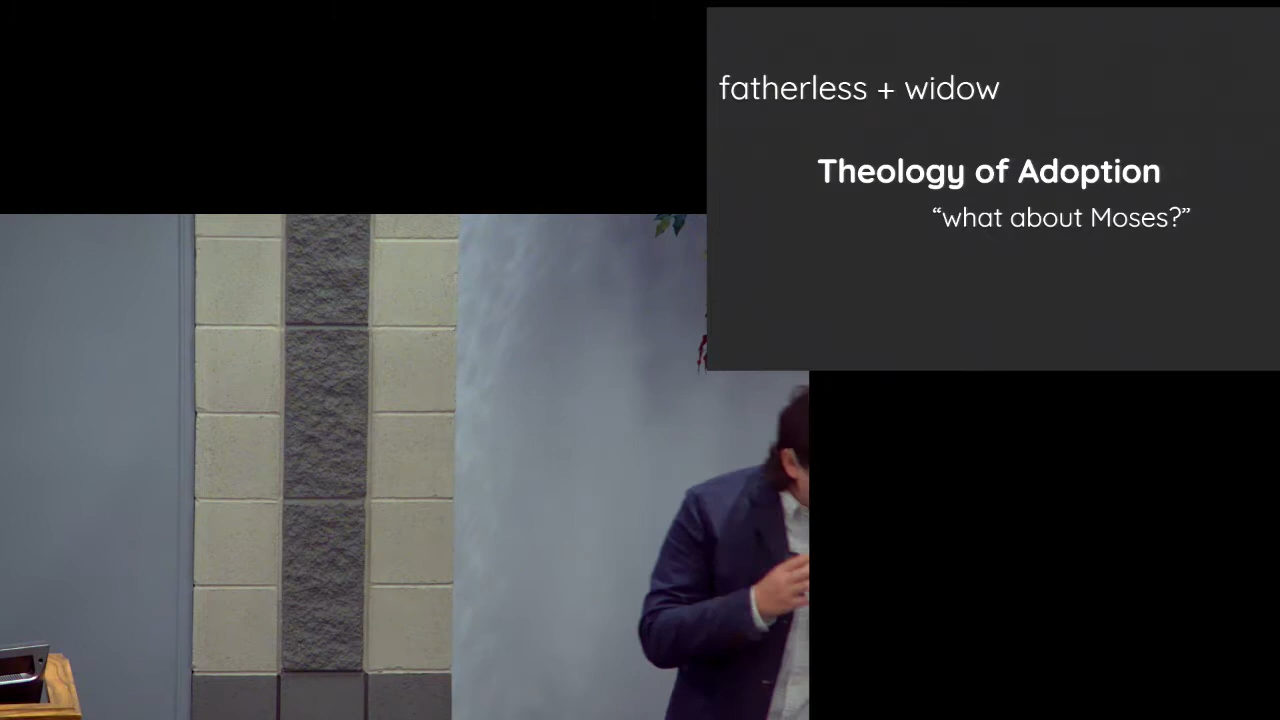 fatherless + widow
Theology of Adoption
“what about Moses?”